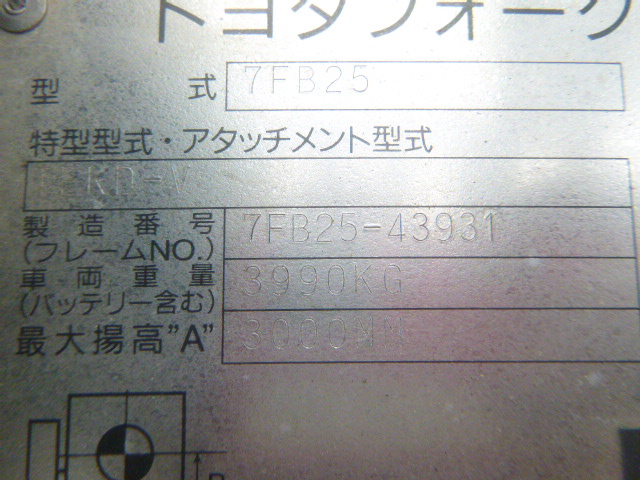 トヨタフォーク
型 式 7FB25
特型型式・アタッチメント型式
KD-V
製造番号 7FB25-43931
(フレームNO.)
車両重量 3990KG
(バッテリー含む)
最大揚高"A" 3000MM